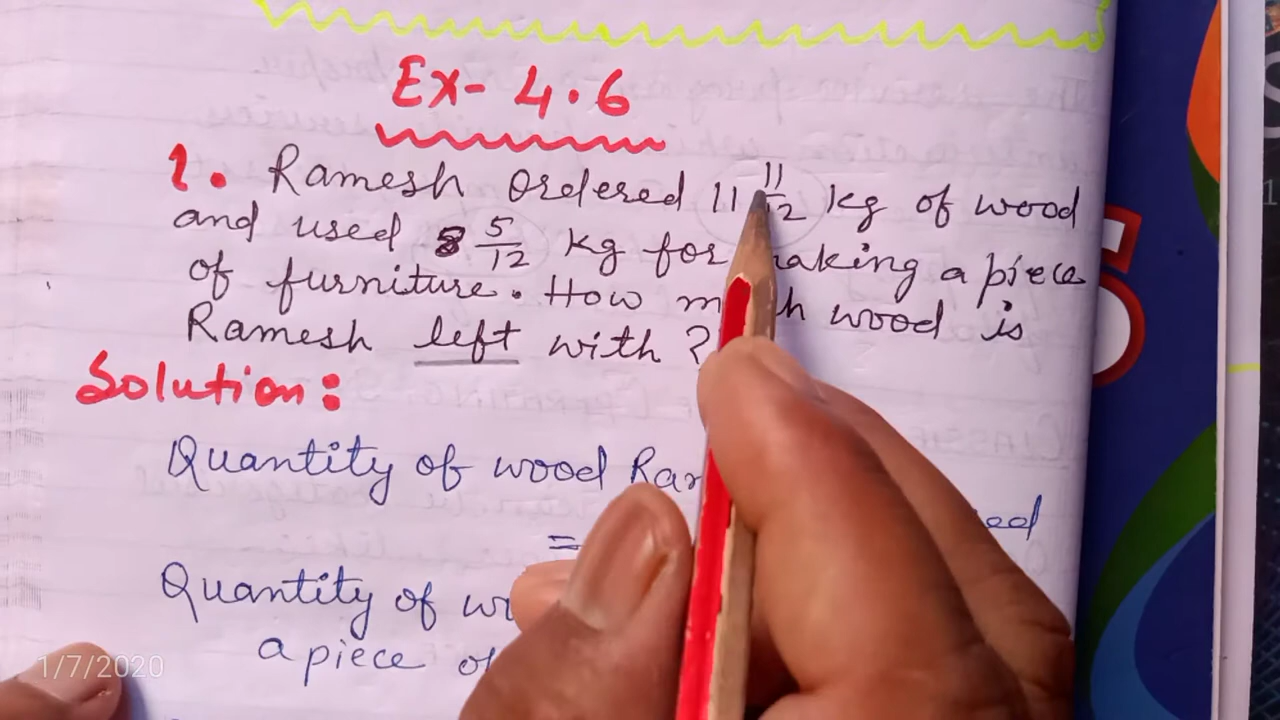 Ex- 4.6
1. Ramesh ordered 11 11/12 kg of wood
and used 8 5/12 kg for making a piece
of furniture. How much wood is
Ramesh left with?
Solution:
Quantity of wood
=
Quantity of
a piece of
1/7/2020